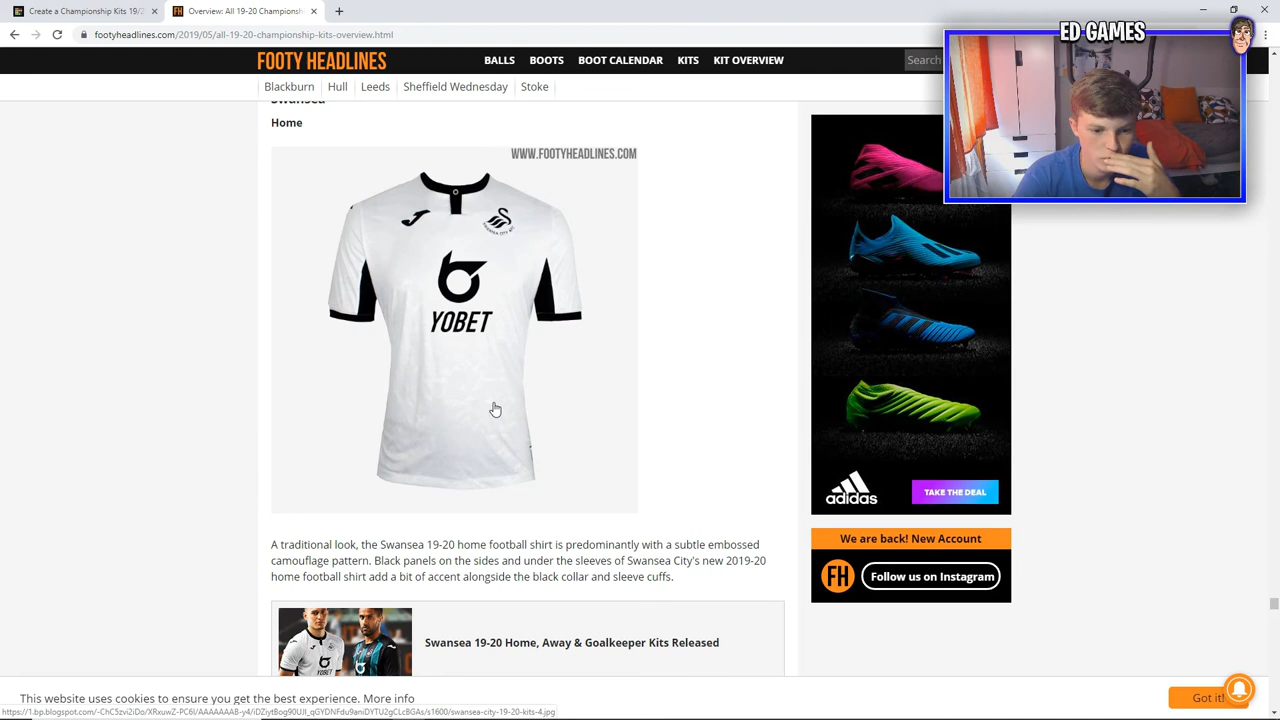 Create a Championship Kits 19/2
Overview: All 19-20 Championsh
footyheadlines.com/2019/05/all-19-20-championship-kits-overview.html
ED GAMES
FOOTY HEADLINES
BALLS BOOTS BOOT CALENDAR KITS KIT OVERVIEW
Search
Blackburn Hull Leeds Sheffield Wednesday Stoke
Swansea
Home
WWW.FOOTYHEADLINES.COM
SWANSEA CITY AFC
YOBET
adidas
TAKE THE DEAL
We are back! New Account
FH Follow us on Instagram
A traditional look, the Swansea 19-20 home football shirt is predominantly with a subtle embossed
camouflage pattern. Black panels on the sides and under the sleeves of Swansea City's new 2019-20
home football shirt add a bit of accent alongside the black collar and sleeve cuffs.
YOBET
Swansea 19-20 Home, Away & Goalkeeper Kits Released
This website uses cookies to ensure you get the best experience. More info
Got it!